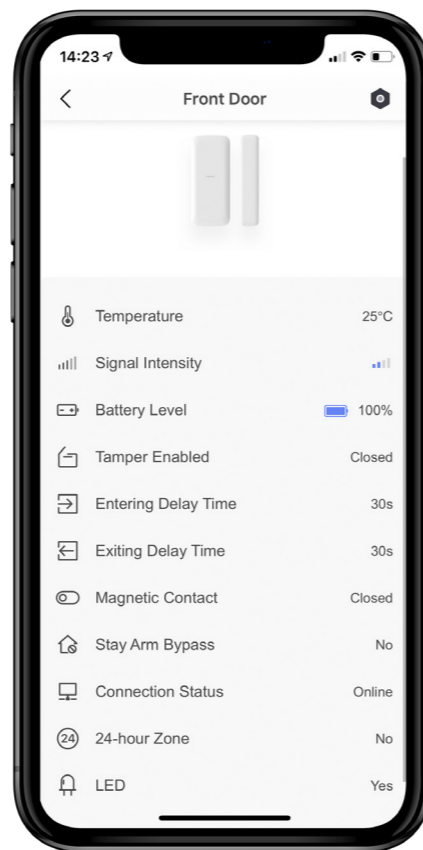 14:23
Front Door
Temperature 25°C
Signal Intensity
Battery Level 100%
Tamper Enabled Closed
Entering Delay Time 30s
Exiting Delay Time 30s
Magnetic Contact Closed
Stay Arm Bypass No
Connection Status Online
24 24-hour Zone No
LED Yes